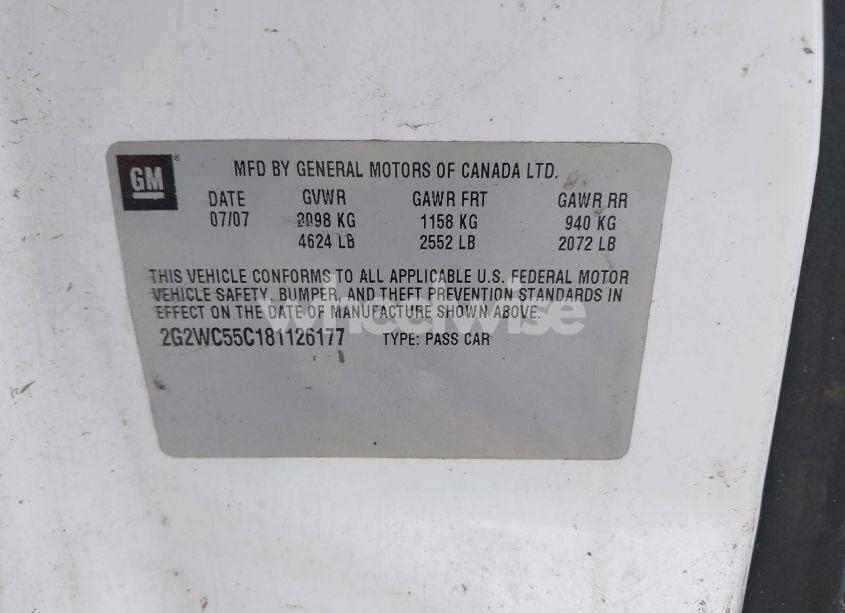 GM ®
MFD BY GENERAL MOTORS OF CANADA LTD.
DATE GVWR GAWR FRT GAWR RR
07/07 2098 KG 1158 KG 940 KG
4624 LB 2552 LB 2072 LB
THIS VEHICLE CONFORMS TO ALL APPLICABLE U.S. FEDERAL MOTOR
VEHICLE SAFETY, BUMPER, AND THEFT PREVENTION STANDARDS IN
EFFECT ON THE DATE OF MANUFACTURE SHOWN ABOVE.
wheelwise
2G2WC55C181126177 TYPE: PASS CAR